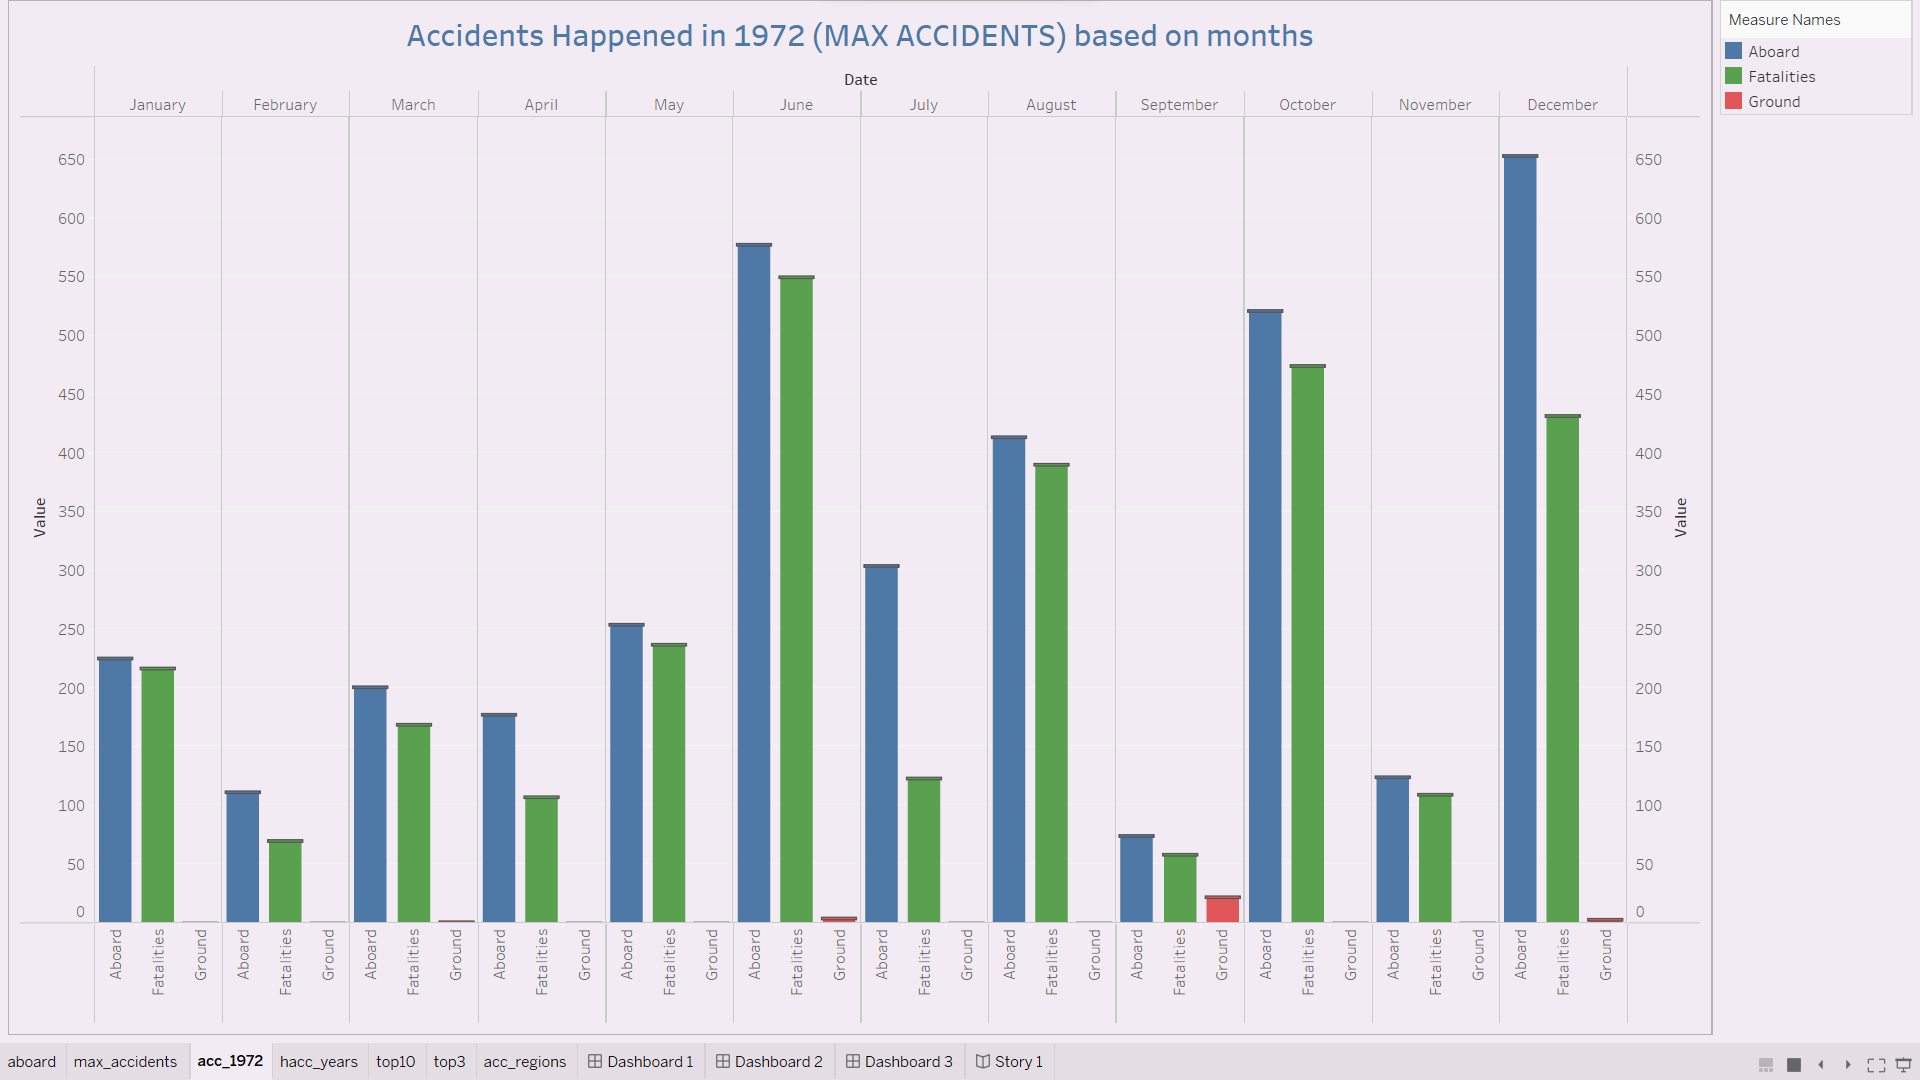 Accidents Happened in 1972 (MAX ACCIDENTS) based on months
Measure Names
Aboard
Fatalities
Ground
Date
January February March April May June July August September October November December
650 650
600 600
550 550
500 500
450 450
400 400
350 350
Value Value
300 300
250 250
200 200
150 150
100 100
50 50
0 0
Aboard Fatalities Ground Aboard Fatalities Ground Aboard Fatalities Ground Aboard Fatalities Ground Aboard Fatalities Ground Aboard Fatalities Ground Aboard Fatalities Ground Aboard Fatalities Ground Aboard Fatalities Ground Aboard Fatalities Ground Aboard Fatalities Ground Aboard Fatalities Ground
aboard max_accidents acc_1972 hacc_years top10 top3 acc_regions Dashboard 1 Dashboard 2 Dashboard 3 Story 1